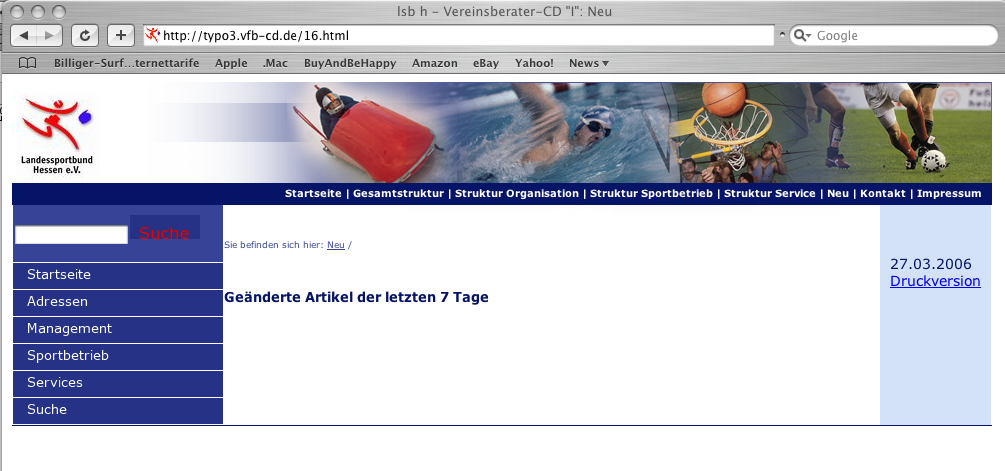 lsb h – Vereinsberater-CD "I": Neu
http://typo3.vfb-cd.de/16.html
Google
Billiger-Surf...ternettarife Apple .Mac BuyAndBeHappy Amazon eBay Yahoo! News
Landessportbund
Hessen e.V.
Startseite | Gesamtstruktur | Struktur Organisation | Struktur Sportbetrieb | Struktur Service | Neu | Kontakt | Impressum
Suche
Sie befinden sich hier: Neu /
27.03.2006
Druckversion
Startseite
Geänderte Artikel der letzten 7 Tage
Adressen
Management
Sportbetrieb
Services
Suche